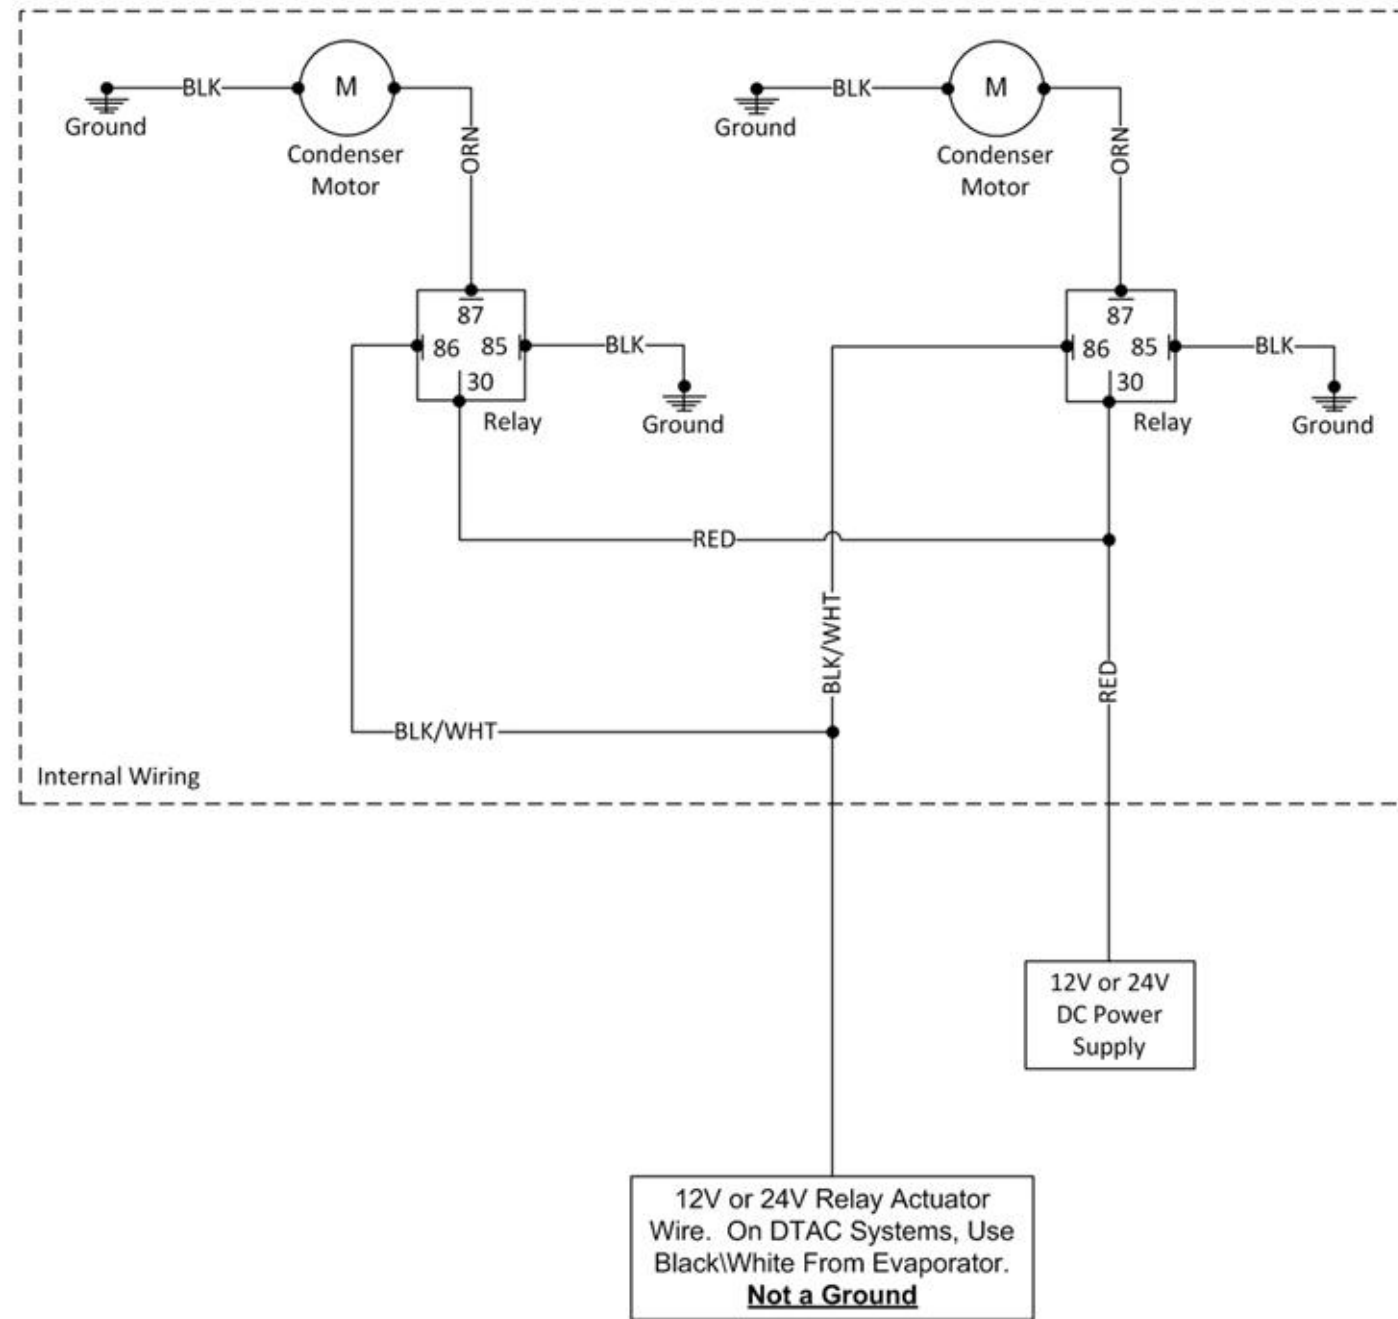 BLK
M
Ground
Condenser
Motor
ORN
BLK
M
Ground
Condenser
Motor
ORN
87
86 85
30
Relay
BLK
Ground
87
86 85
30
Relay
BLK
Ground
RED
BLK/WHT
RED
BLK/WHT
Internal Wiring
12V or 24V
DC Power
Supply
12V or 24V Relay Actuator
Wire. On DTAC Systems, Use
Black\White From Evaporator.
Not a Ground